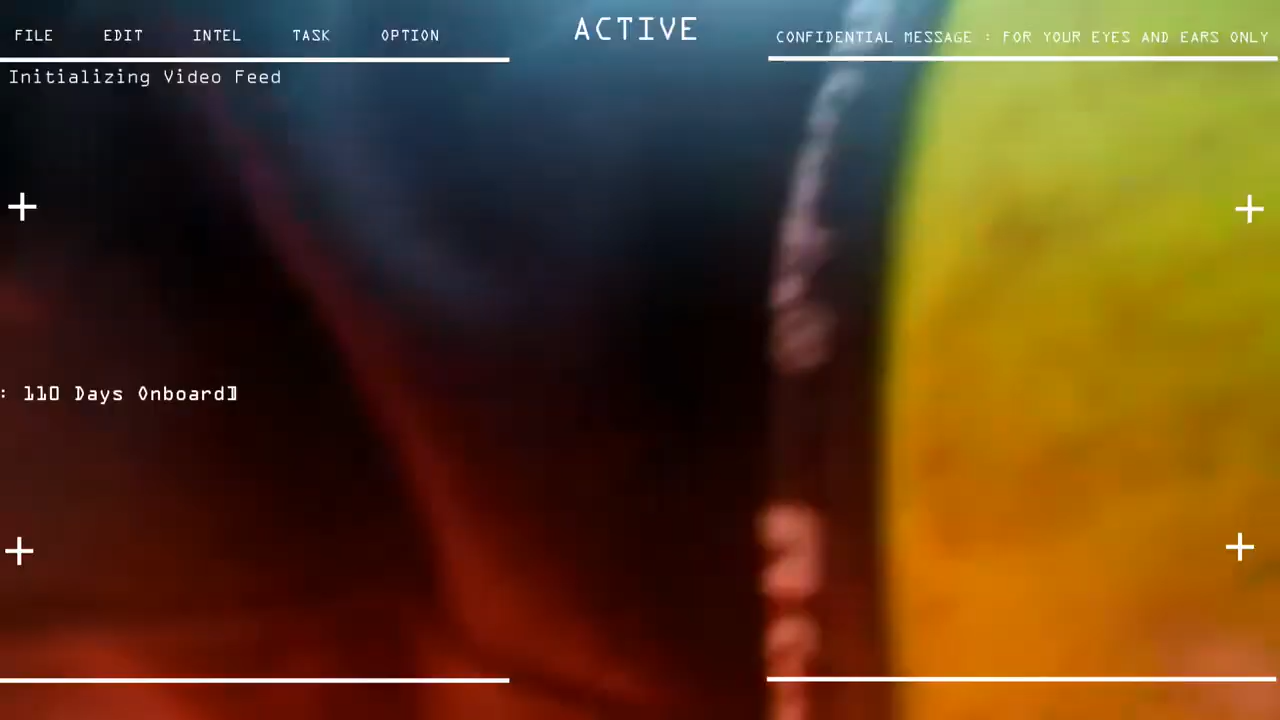 FILE EDIT INTEL TASK OPTION
ACTIVE
CONFIDENTIAL MESSAGE : FOR YOUR EYES AND EARS ONLY
Initializing Video Feed
: 110 Days Onboard]